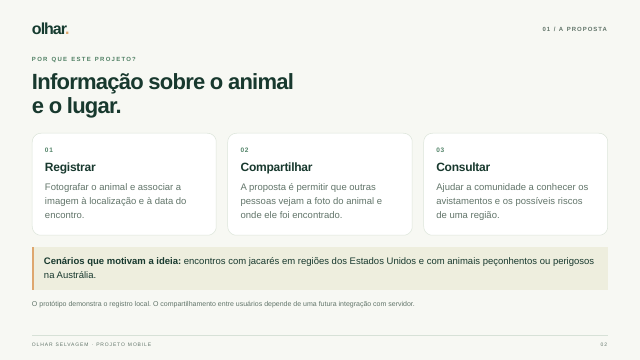 olhar.
01 / A PROPOSTA
POR QUE ESTE PROJETO?
Informação sobre o animal
e o lugar.
01
Registrar
Fotografar o animal e associar a
imagem à localização e à data do
encontro.
02
Compartilhar
A proposta é permitir que outras
pessoas vejam a foto do animal e
onde ele foi encontrado.
03
Consultar
Ajudar a comunidade a conhecer os
avistamentos e os possíveis riscos
de uma região.
Cenários que motivam a ideia: encontros com jacarés em regiões dos Estados Unidos e com animais peçonhentos ou perigosos
na Austrália.
O protótipo demonstra o registro local. O compartilhamento entre usuários depende de uma futura integração com servidor.
OLHAR SELVAGEM · PROJETO MOBILE
02